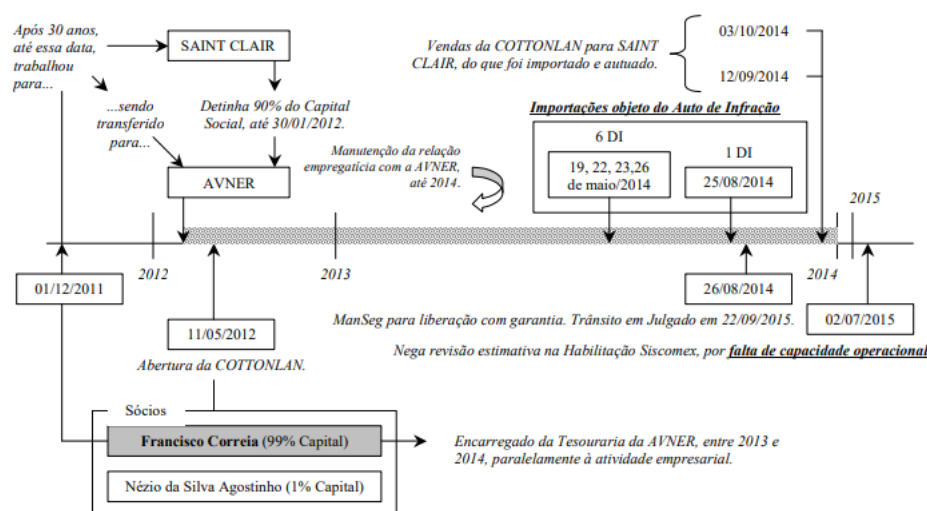 Após 30 anos,
até essa data,
trabalhou
para...
SAINT CLAIR
...sendo
transferido
para...
Detinha 90% do Capital
Social, até 30/01/2012.
AVNER
Vendas da COTTONLAN para SAINT
CLAIR, do que foi importado e autuado.
03/10/2014
12/09/2014
Importações objeto do Auto de Infração
6 DI
19, 22, 23,26
de maio/2014
1 DI
25/08/2014
Manutenção da relação
empregatícia com a AVNER,
até 2014.
2015
2012
2013
2014
01/12/2011
11/05/2012
Abertura da COTTONLAN.
26/08/2014
02/07/2015
ManSeg para liberação com garantia. Trânsito em Julgado em 22/09/2015.
Nega revisão estimativa na Habilitação Siscomex, por falta de capacidade operacional
Sócios
Francisco Correia (99% Capital)
Nézio da Silva Agostinho (1% Capital)
Encarregado da Tesouraria da AVNER, entre 2013 e
2014, paralelamente à atividade empresarial.